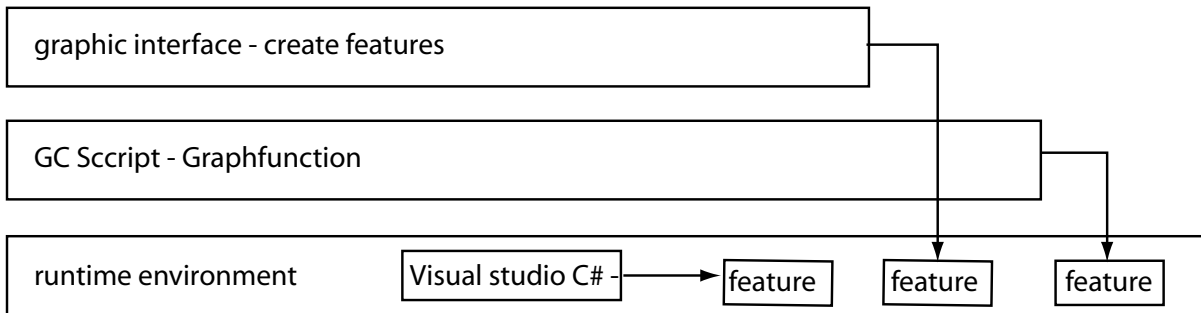 graphic interface - create features
GC Sccript - Graphfunction
runtime environment
Visual studio C# -
feature
feature
feature